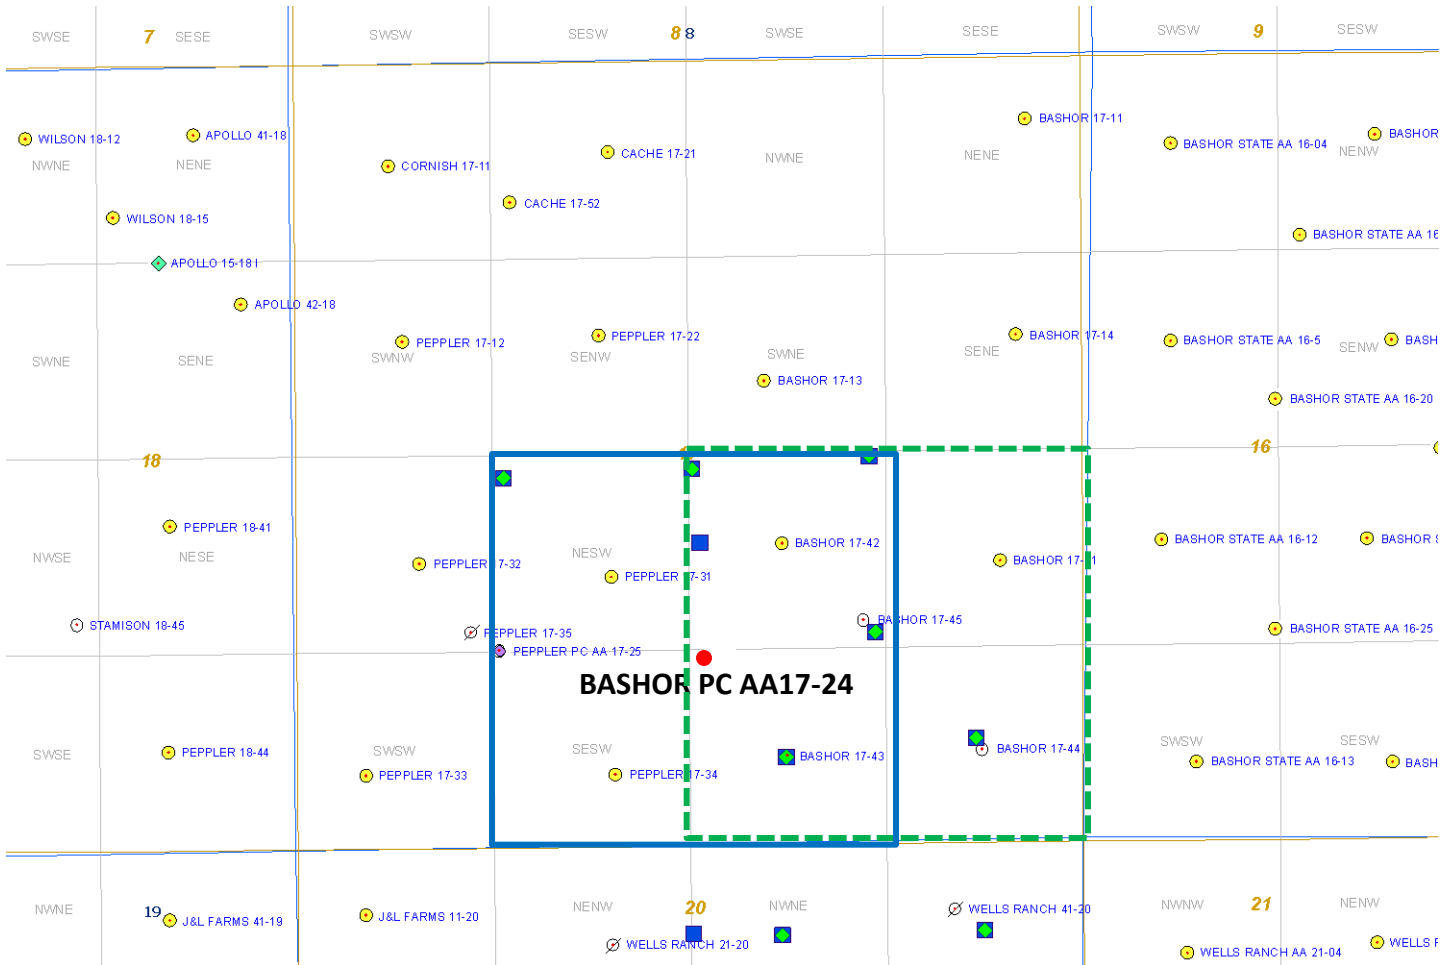 SWSE 7 SESE SWSW SESW 8 8 SWSE SESE SWSW 9 SESW
WILSON 18-12 APOLLO 41-18 CACHE 17-21 BASHOR 17-11 BASHOR STATE AA 16-04 BASHOR
NWNE NENE CORNISH 17-11 NWNE NENE NENW
CACHE 17-52
WILSON 18-15 BASHOR STATE AA 16
APOLLO 15-18 I
APOLLO 42-18
PEPPLER 17-12 PEPPLER 17-22 BASHOR 17-14 BASHOR STATE AA 16-5 BASH
SWNE SENE SWNW SENW SWNE SENE SENW
BASHOR 17-13 BASHOR STATE AA 16-20
18 16
PEPPLER 18-41
NWSE NESE PEPPLER 17-32 NESW BASHOR 17-42 BASHOR STATE AA 16-12 BASHOR
PEPPLER 17-31 BASHOR 17-
STAMISON 18-45 PEPPLER 17-35 BASHOR 17-45 BASHOR STATE AA 16-25
PEPPLER PC AA 17-25
BASHOR PC AA17-24
SWSE PEPPLER 18-44 SWSW SESW BASHOR 17-43 BASHOR 17-44 SWSW SESW
PEPPLER 17-33 PEPPLER 17-34 BASHOR STATE AA 16-13 BASH
NWNE 19 J&L FARMS 41-19 J&L FARMS 11-20 NENW 20 NWNE WELLS RANCH 41-20 NWNW 21 NENW
WELLS RANCH 21-20 WELLS RANCH AA 21-04 WELLS